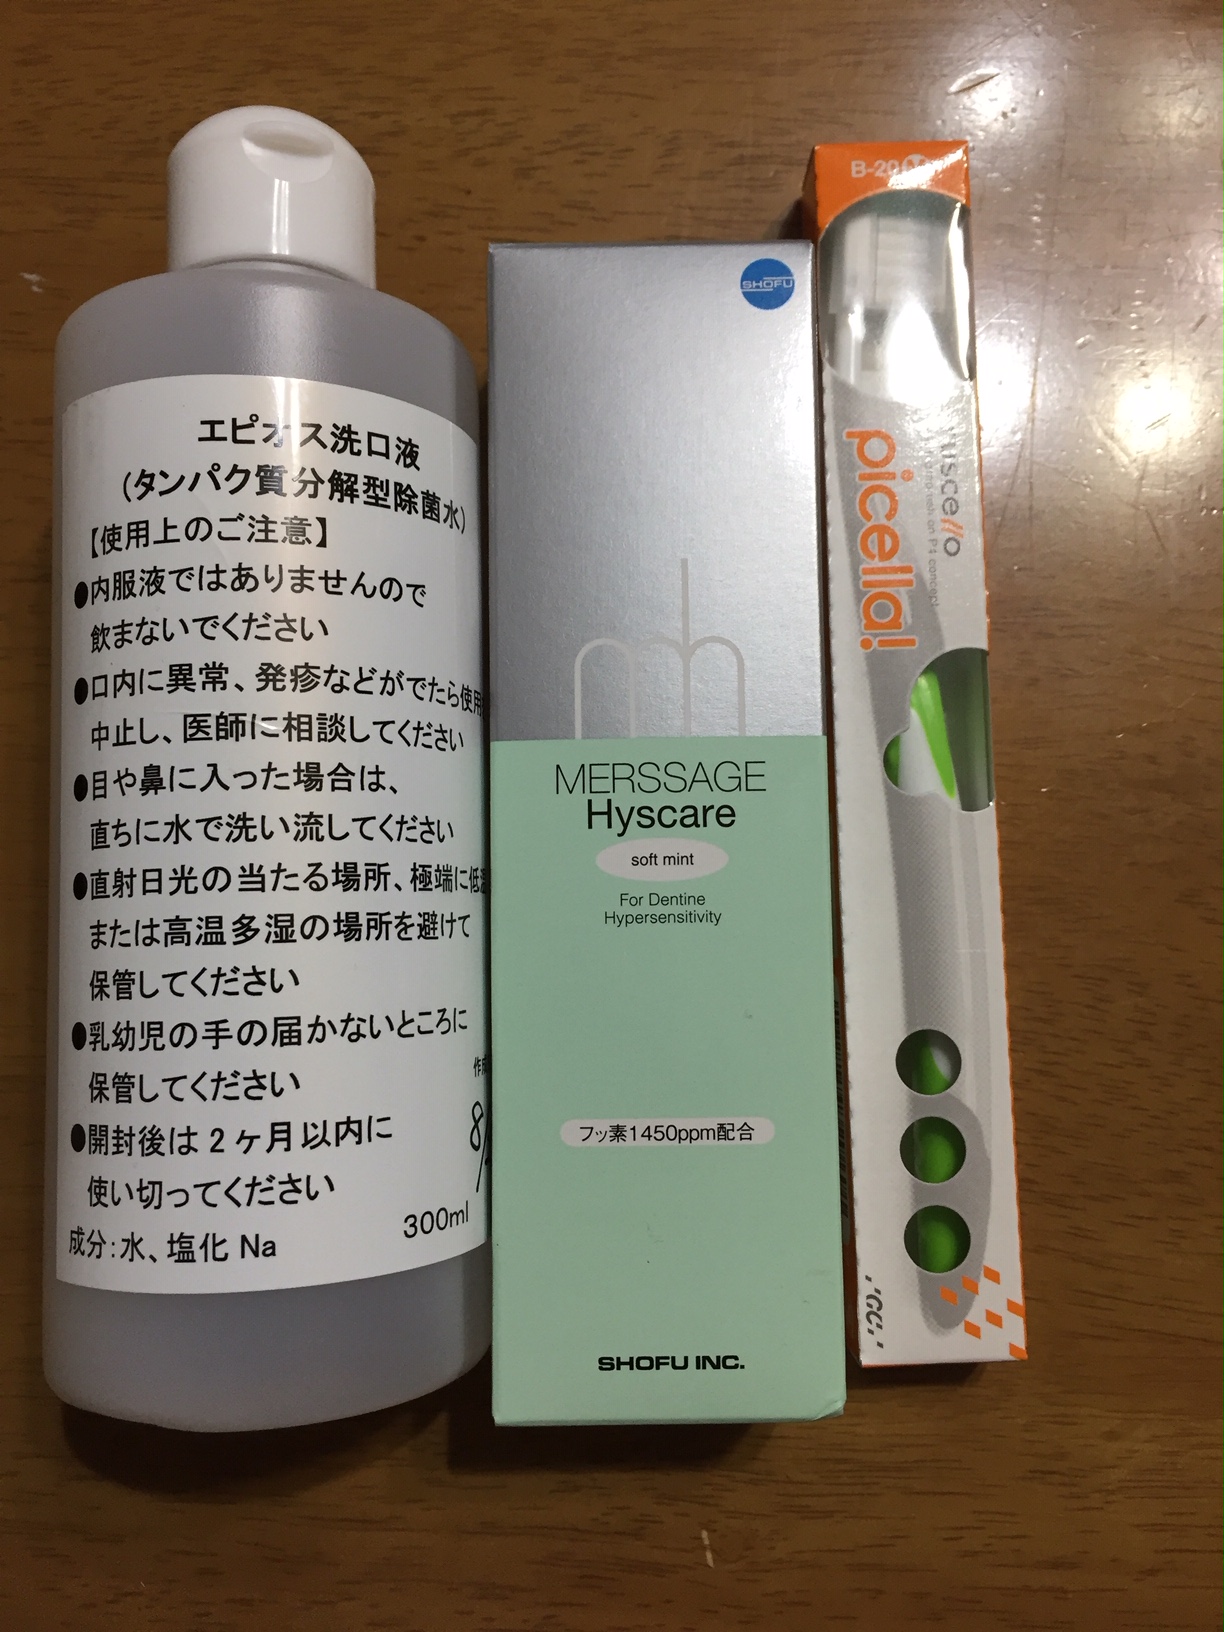 エピオス洗口液
(タンパク質分解型除菌水)
【使用上のご注意】
●内服液ではありませんので
飲まないでください
●口内に異常、発疹などがでたら使用
中止し、医師に相談してください
●目や鼻に入った場合は、
直ちに水で洗い流してください
●直射日光の当たる場所、極端に低温
または高温多湿の場所を避けて
保管してください
●乳幼児の手の届かないところに
保管してください
●開封後は2ヶ月以内に
使い切ってください
300ml
成分:水、塩化Na
作成
8/
SHOFU
MERSSAGE
Hyscare
soft mint
For Dentine
Hypersensitivity
フッ素1450ppm配合
SHOFU INC.
B-20
ruscello
picella!
'GC,'